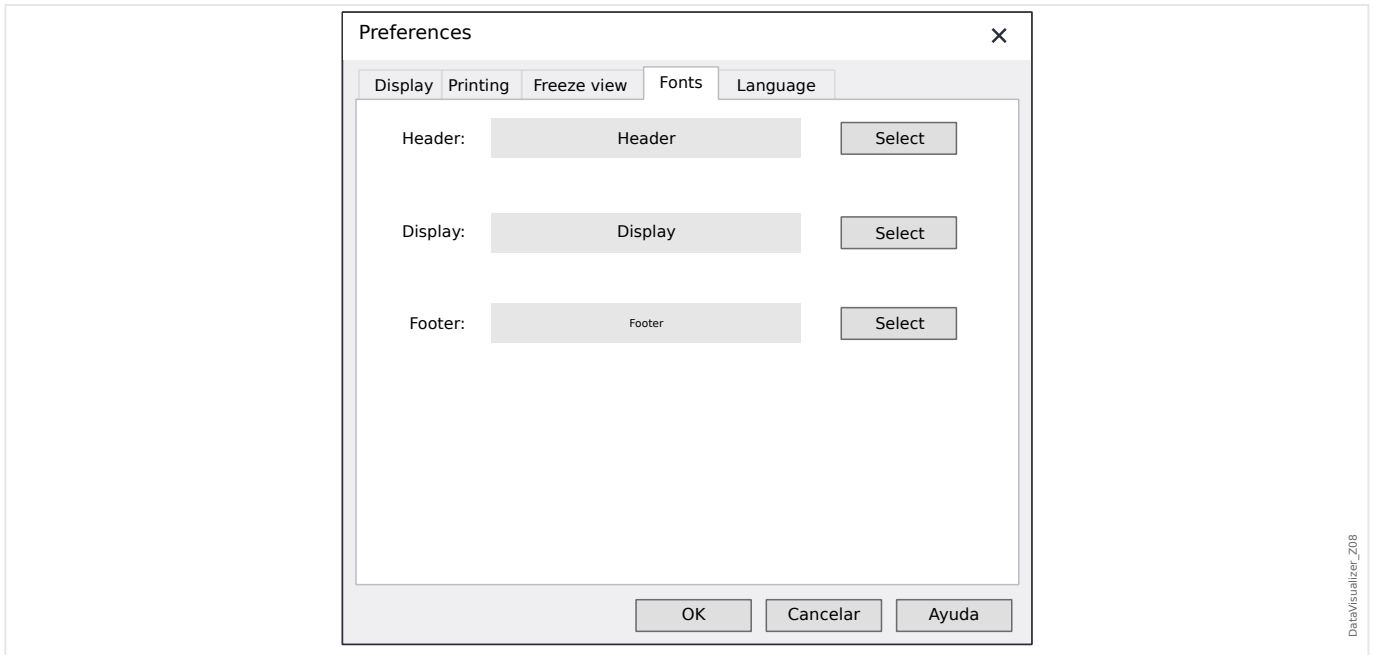 Preferences
Display Printing Freeze view Fonts Language
Header: Header Select
Display: Display Select
Footer: Footer Select
OK Cancelar Ayuda
DataVisualizer_Z08